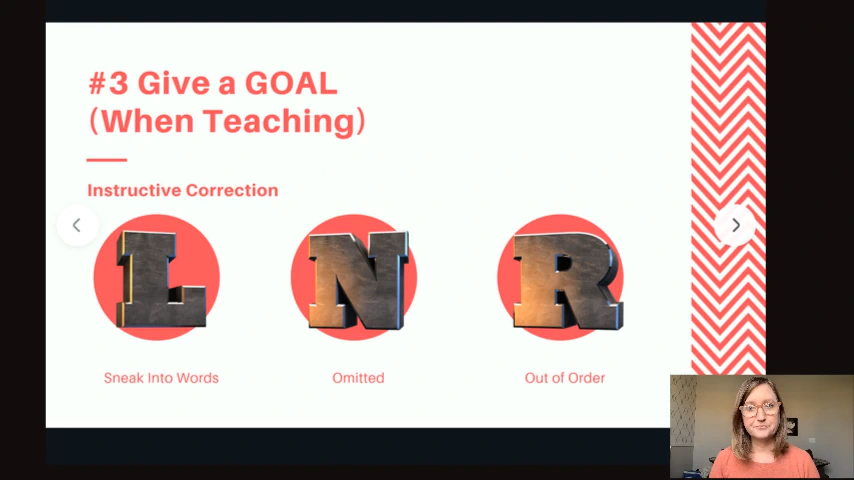 #3 Give a GOAL
(When Teaching)
Instructive Correction
L N R
Sneak Into Words Omitted Out of Order